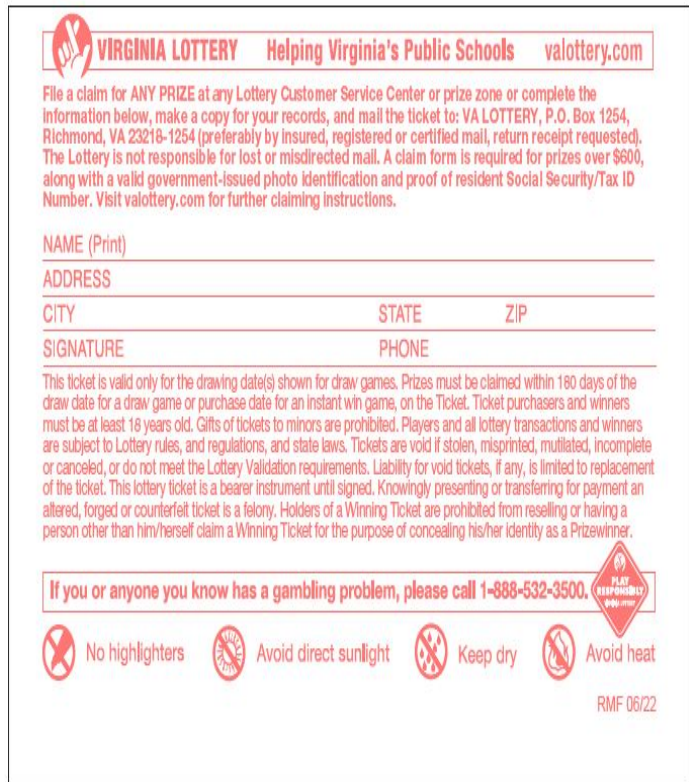 VIRGINIA LOTTERY Helping Virginia's Public Schools valottery.com
File a claim for ANY PRIZE at any Lottery Customer Service Center or prize zone or complete the
information below, make a copy for your records, and mail the ticket to: VA LOTTERY, P.O. Box 1254,
Richmond, VA 23218-1254 (preferably by insured, registered or certified mail, return receipt requested).
The Lottery is not responsible for lost or misdirected mail. A claim form is required for prizes over $600,
along with a valid government-issued photo identification and proof of resident Social Security/Tax ID
Number. Visit valottery.com for further claiming instructions.
NAME (Print)
ADDRESS
CITY STATE ZIP
SIGNATURE PHONE
This ticket is valid only for the drawing date(s) shown for draw games. Prizes must be claimed within 180 days of the
draw date for a draw game or purchase date for an instant win game, on the Ticket. Ticket purchasers and winners
must be at least 18 years old. Gifts of tickets to minors are prohibited. Players and all lottery transactions and winners
are subject to Lottery rules, and regulations, and state laws. Tickets are void if stolen, misprinted, mutilated, incomplete
or canceled, or do not meet the Lottery Validation requirements. Liability for void tickets, if any, is limited to replacement
of the ticket. This lottery ticket is a bearer instrument until signed. Knowingly presenting or transferring for payment an
altered, forged or counterfeit ticket is a felony. Holders of a Winning Ticket are prohibited from reselling or having a
person other than him/herself claim a Winning Ticket for the purpose of concealing his/her identity as a Prizewinner.
If you or anyone you know has a gambling problem, please call 1-888-532-3500.
PLAY
RESPONSIBLY
No highlighters Avoid direct sunlight Keep dry Avoid heat
RMF 06/22